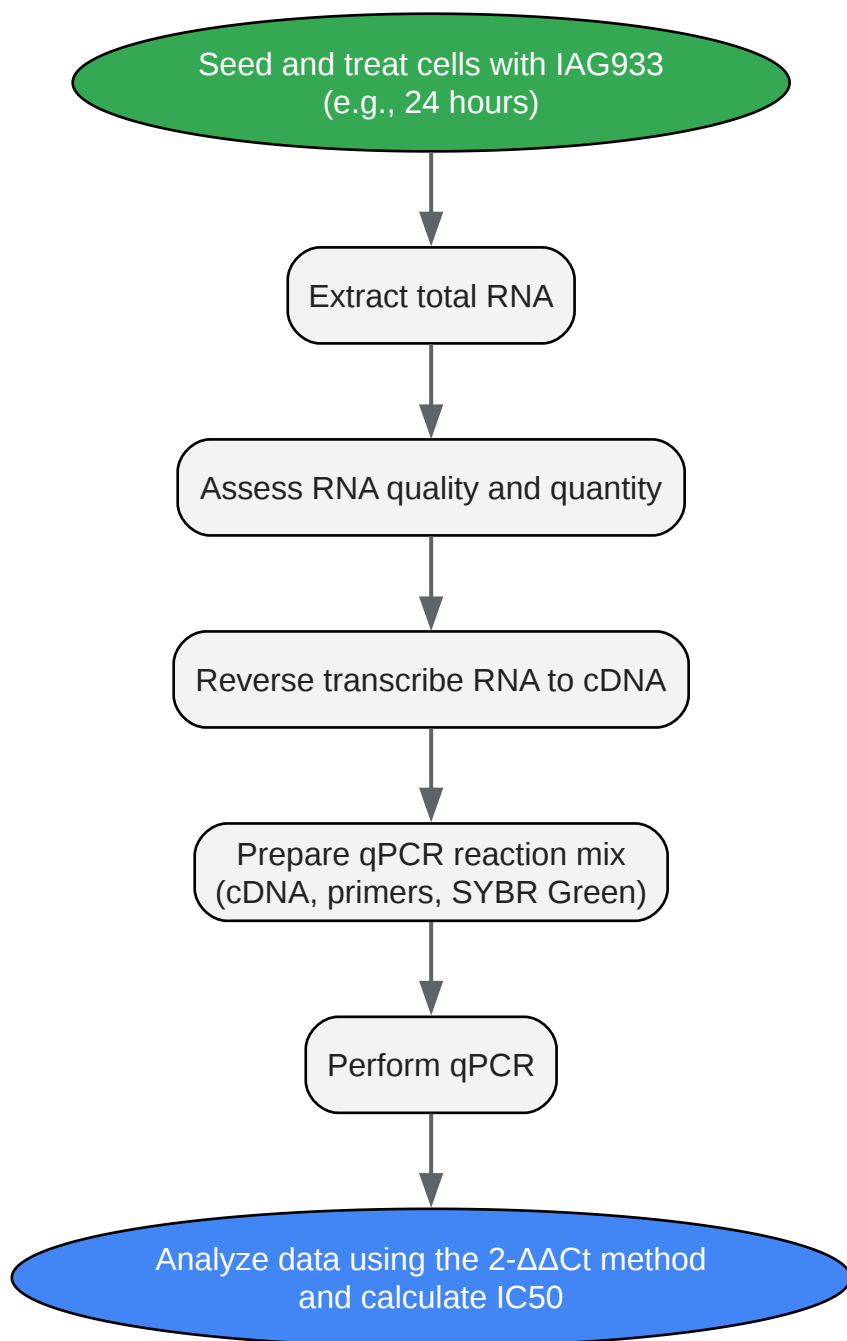 Seed and treat cells with IAG933
(e.g., 24 hours)
Extract total RNA
Assess RNA quality and quantity
Reverse transcribe RNA to cDNA
Prepare qPCR reaction mix
(cDNA, primers, SYBR Green)
Perform qPCR
Analyze data using the 2-ΔΔCt method
and calculate IC50